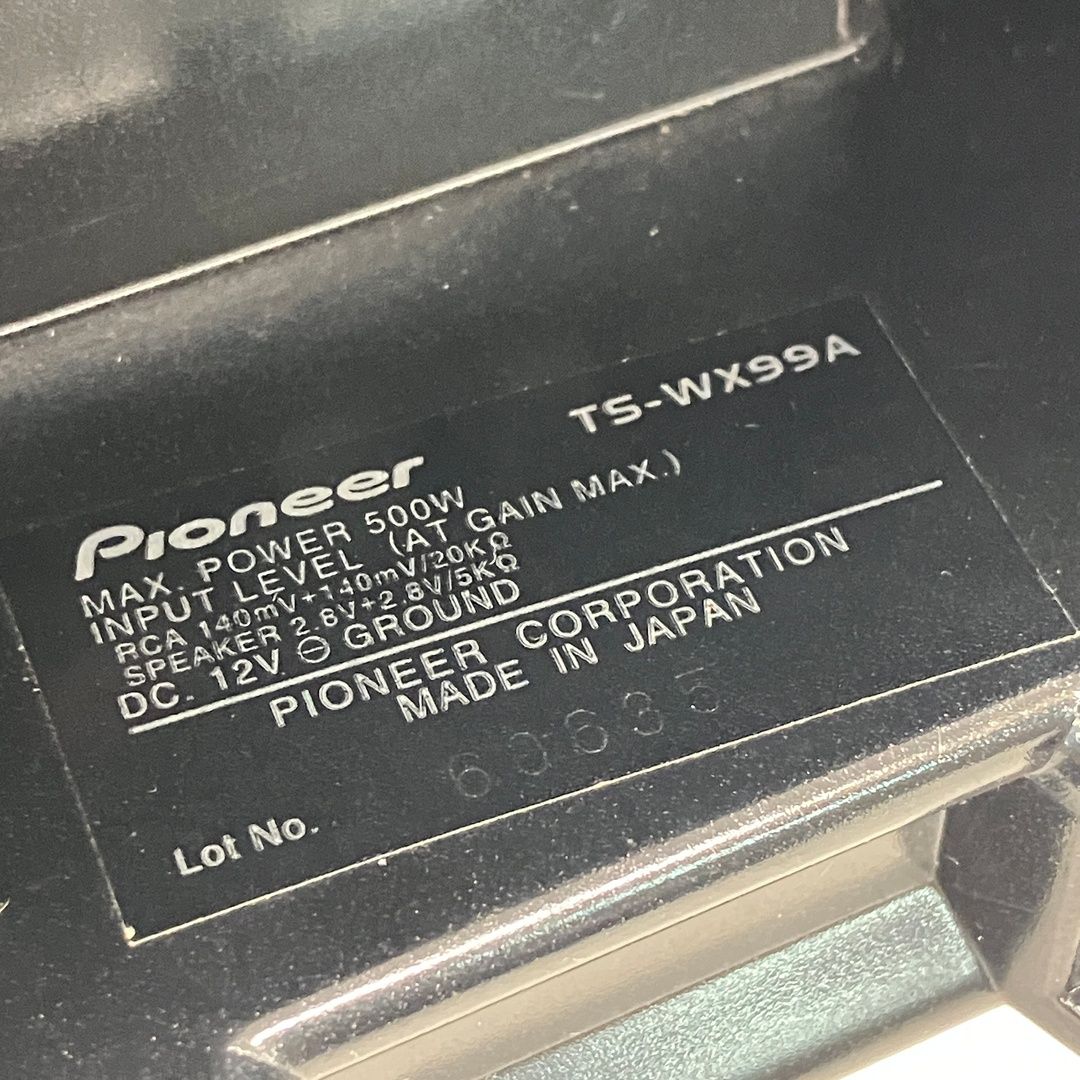 Pioneer TS-WX99A
MAX. POWER 500W
INPUT LEVEL (AT GAIN MAX.)
RCA 140mV+140mV/20KΩ
SPEAKER 2.8V+2.8V/5KΩ
DC. 12V ⊖ GROUND
PIONEER CORPORATION
MADE IN JAPAN
60635
Lot No.